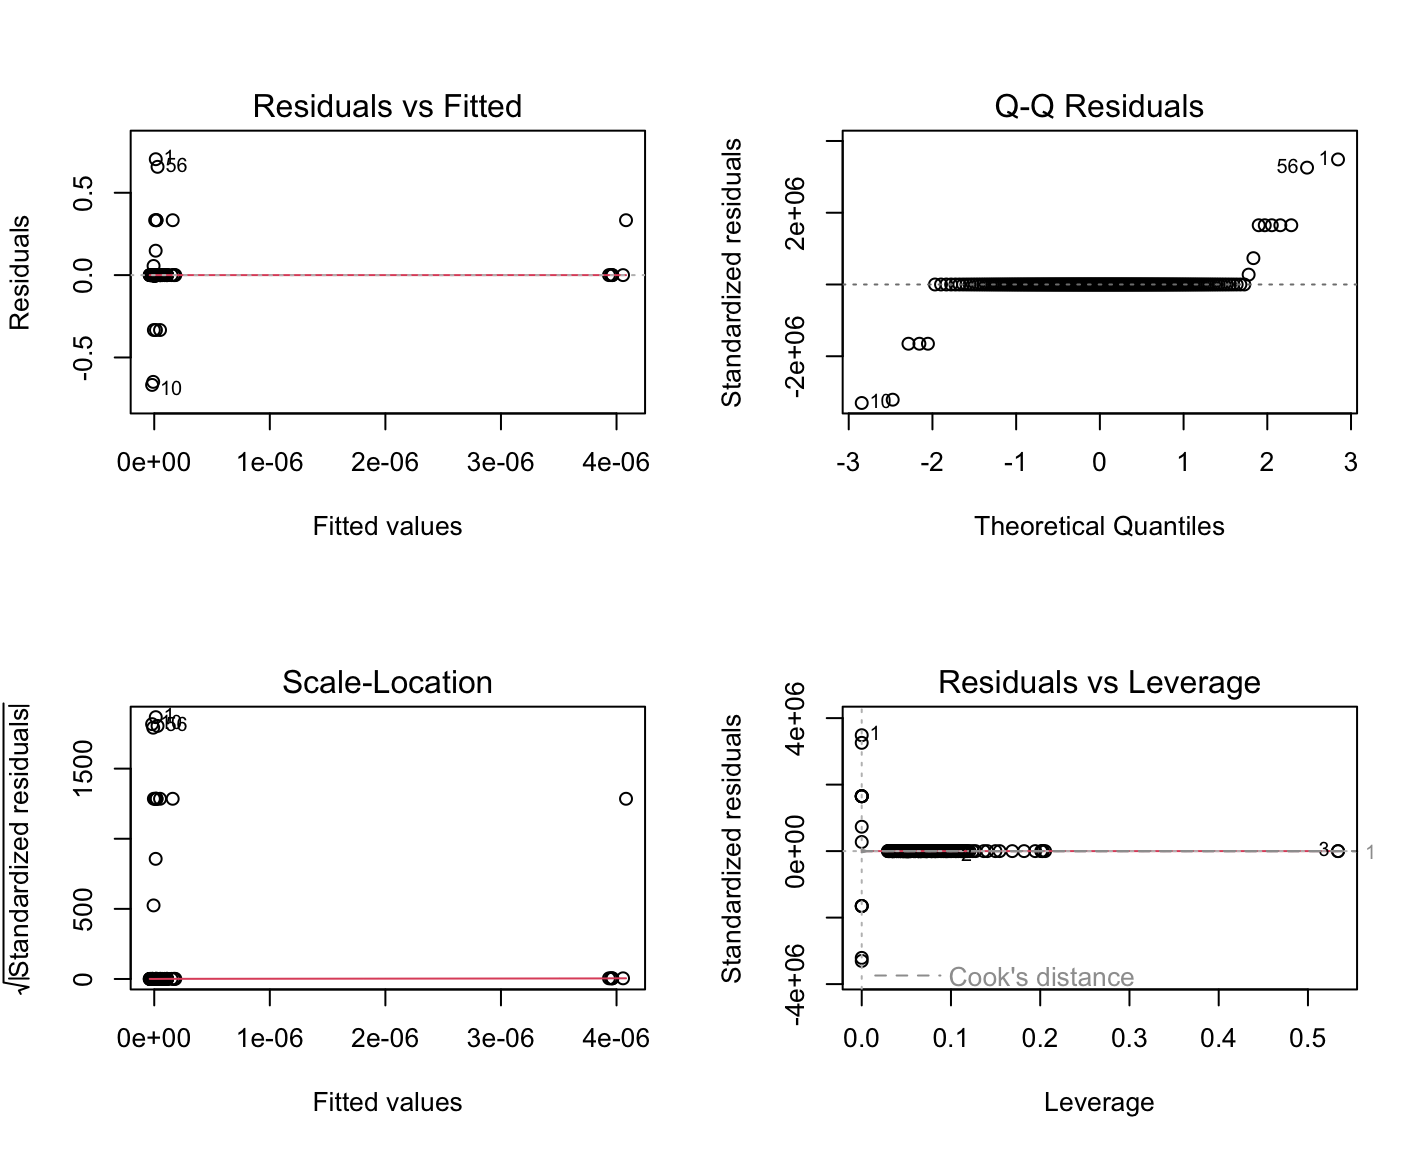 Residuals vs Fitted
Residuals
-0.5 0.0 0.5
1
56
10
0e+00 1e-06 2e-06 3e-06 4e-06
Fitted values
Q-Q Residuals
Standardized residuals
-2e+06 2e+06
56 1
10
-3 -2 -1 0 1 2 3
Theoretical Quantiles
Scale-Location
√|Standardized residuals|
0 500 1500
1
10
56
0e+00 1e-06 2e-06 3e-06 4e-06
Fitted values
Residuals vs Leverage
Standardized residuals
-4e+06 0e+00 4e+06
1
3
1
Cook's distance
0.0 0.1 0.2 0.3 0.4 0.5
Leverage